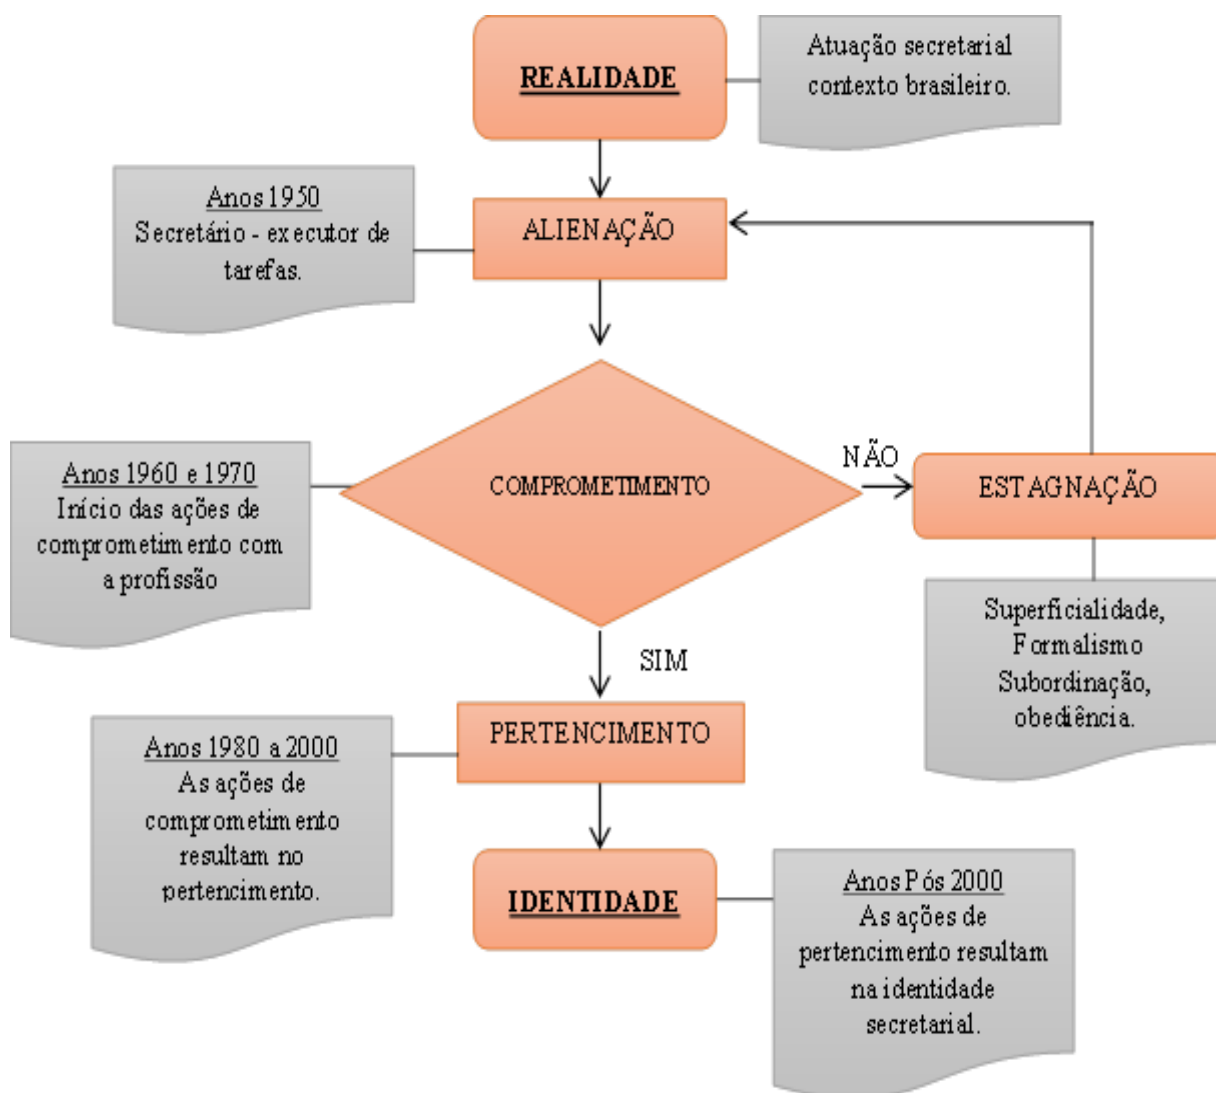 REALIDADE
Atuação secretarial
contexto brasileiro.
Anos 1950
Secretário - executor de
tarefas.
ALIENAÇÃO
Anos 1960 e 1970
Início das ações de
comprometimento com
a profissão
COMPROMETIMENTO
NÃO
ESTAGNAÇÃO
Superficialidade,
Formalismo
Subordinação,
obediência.
SIM
Anos 1980 a 2000
As ações de
comprometimento
resultam no
pertencimento.
PERTENCIMENTO
IDENTIDADE
Anos Pós 2000
As ações de
pertencimento resultam
na identidade
secretarial.